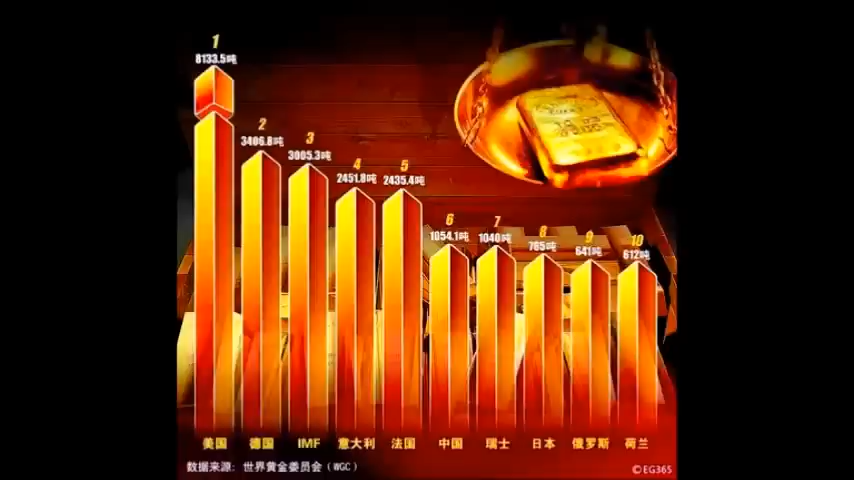 1
8133.5吨
2
3406.8吨
3
3005.3吨
4
2451.8吨
5
2435.4吨
6
1054.1吨
7
1040吨
8
765吨
9
641吨
10
612吨
美国 德国 IMF 意大利 法国 中国 瑞士 日本 俄罗斯 荷兰
数据来源：世界黄金委员会（WGC）
©EG365